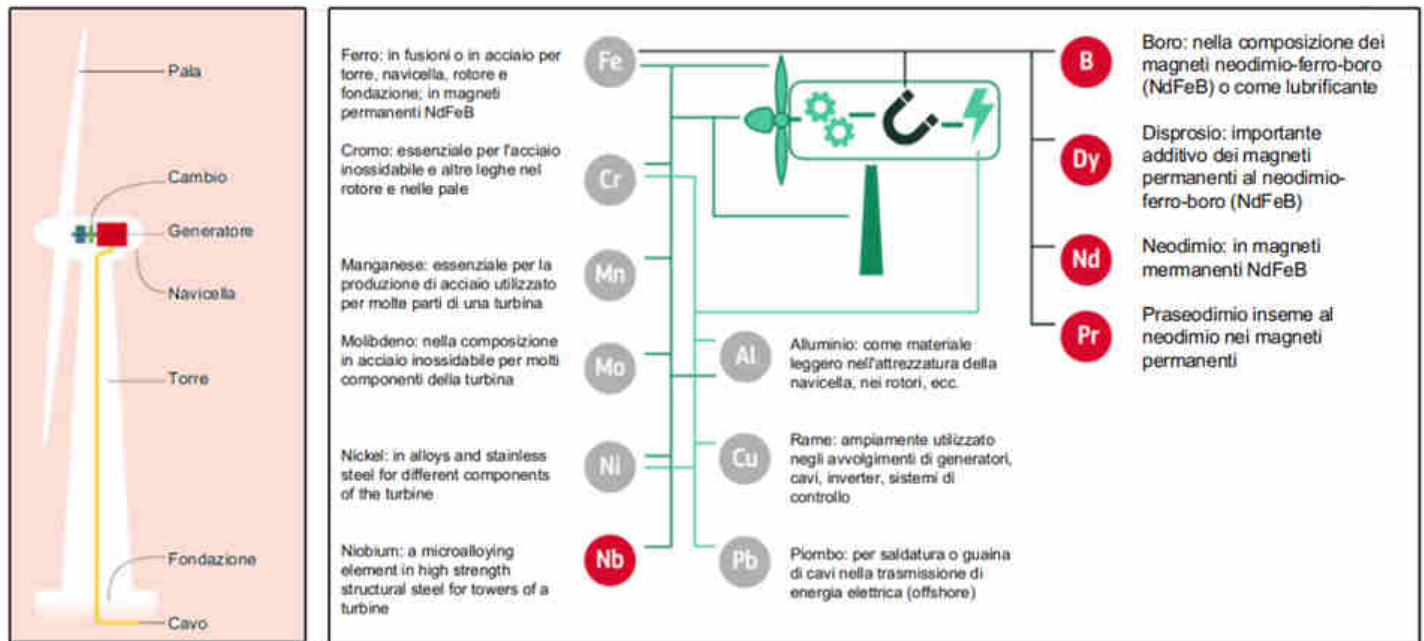 Pala
Cambio
Generatore
Navicella
Torre
Fondazione
Cavo
Ferro: in fusioni o in acciaio per
torre, navicella, rotore e
fondazione; in magneti
permanenti NdFeB
Fe
Cromo: essenziale per l'acciaio
inossidabile e altre leghe nel
rotore e nelle pale
Cr
Manganese: essenziale per la
produzione di acciaio utilizzato
per molte parti di una turbina
Mn
Molibdeno: nella composizione
in acciaio inossidabile per molti
componenti della turbina
Mo
Nickel: in alloys and stainless
steel for different components
of the turbine
Ni
Niobium: a microalloying
element in high strength
structural steel for towers of a
turbine
Nb
Al
Alluminio: come materiale
leggero nell'attrezzatura della
navicella, nei rotori, ecc.
Cu
Rame: ampiamente utilizzato
negli avvolgimenti di generatori,
cavi, inverter, sistemi di
controllo
Pb
Piombo: per saldatura o guaina
di cavi nella trasmissione di
energia elettrica (offshore)
B
Boro: nella composizione dei
magneti neodimio-ferro-boro
(NdFeB) o come lubrificante
Dy
Disprosio: importante
additivo dei magneti
permanenti al neodimio-
ferro-boro (NdFeB)
Nd
Neodimio: in magneti
mermanenti NdFeB
Pr
Praseodimio inseme al
neodimio nei magneti
permanenti